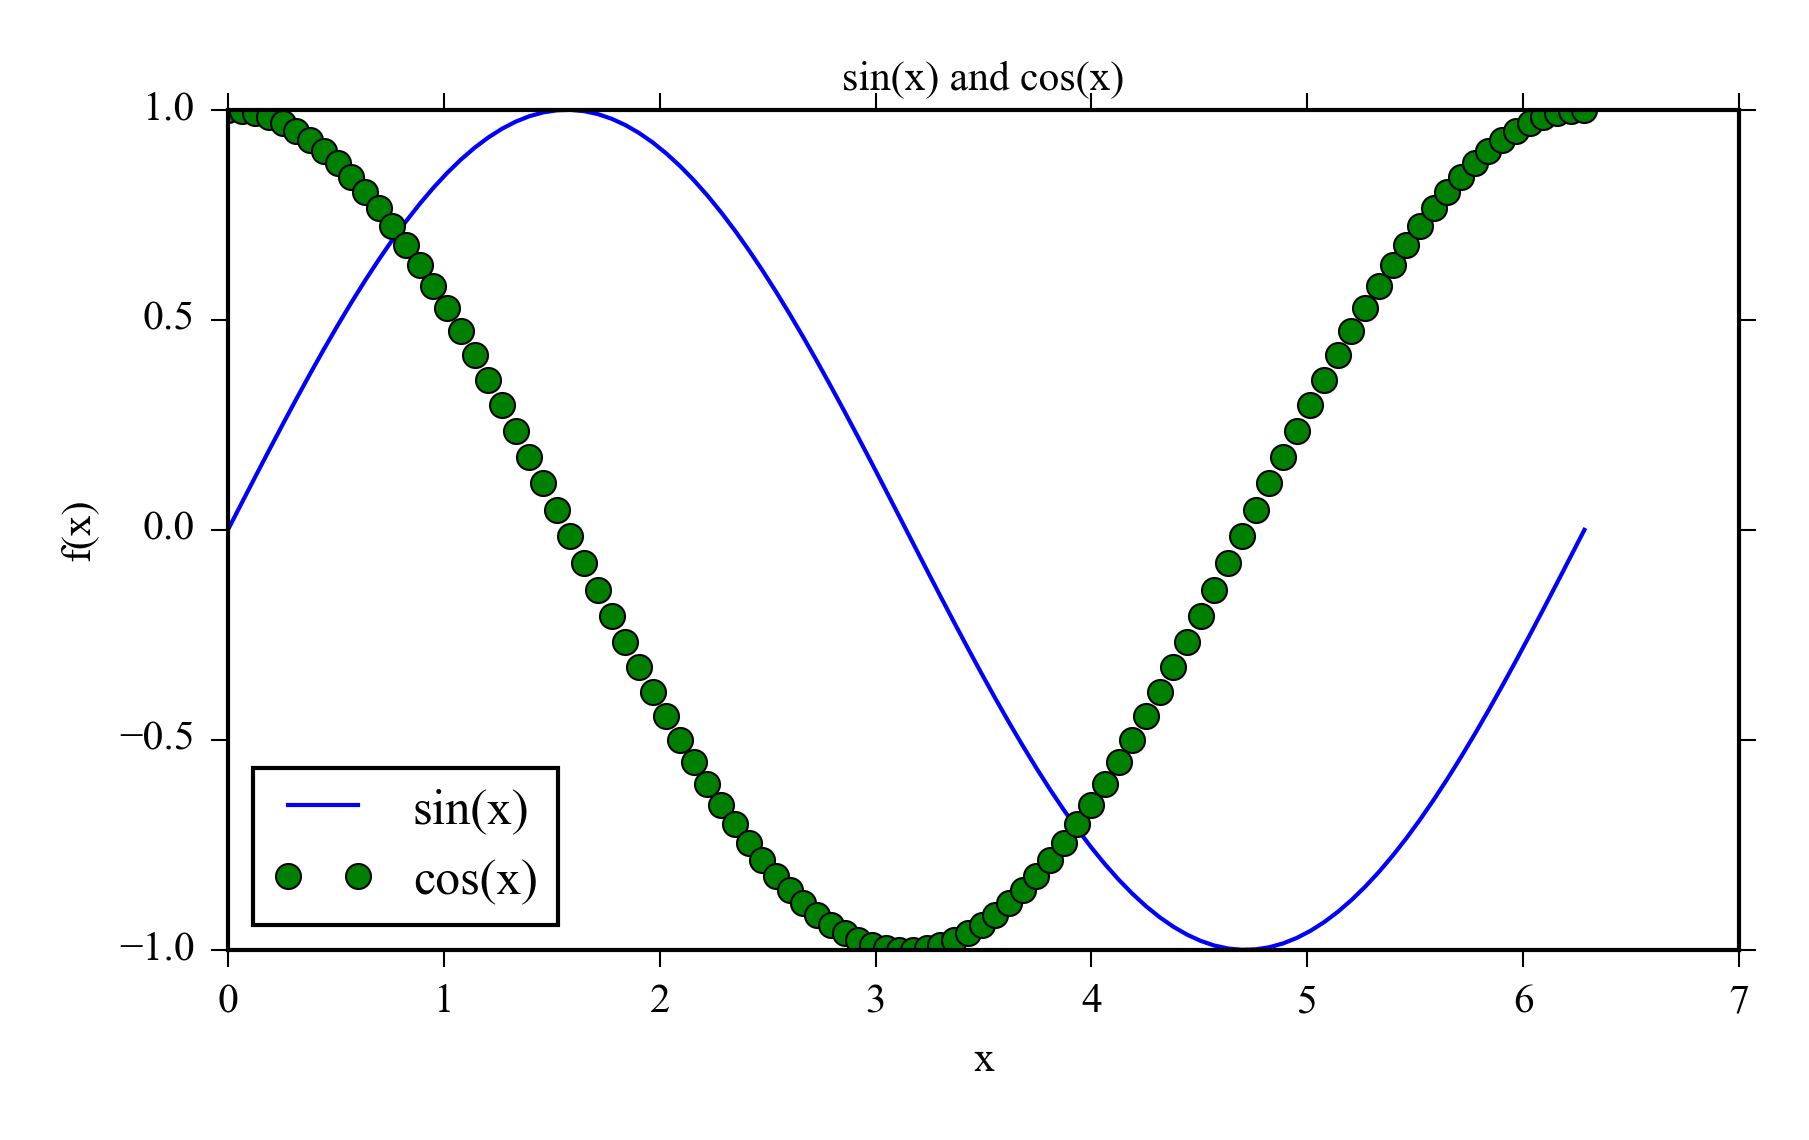 sin(x) and cos(x)
1.0
0.5
0.0
−0.5
−1.0
f(x)
sin(x)
cos(x)
0 1 2 3 4 5 6 7
x